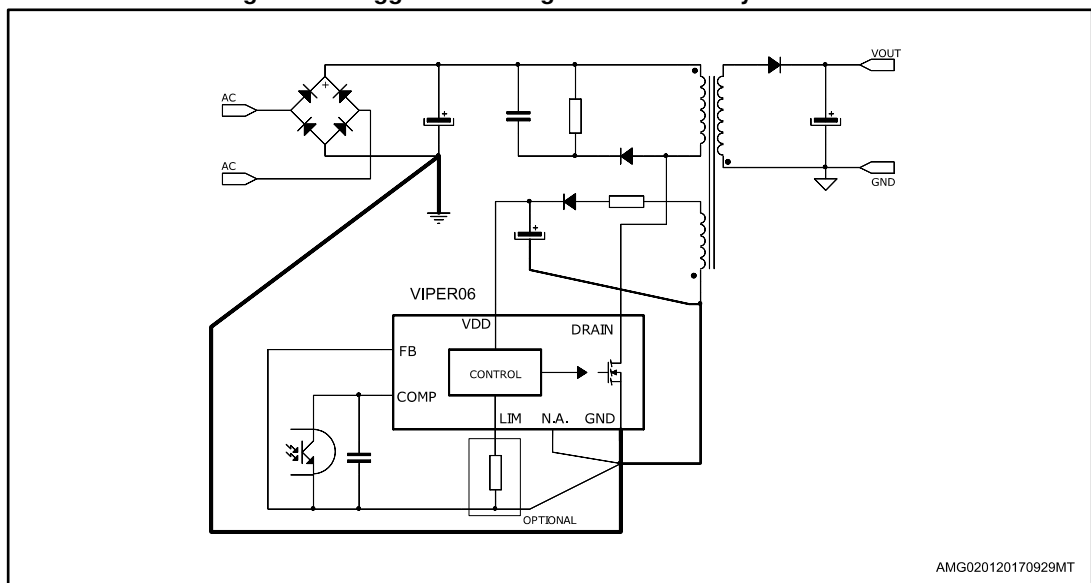 VOUT
AC
AC
GND
VIPER06
VDD
DRAIN
FB
CONTROL
COMP
LIM N.A. GND
OPTIONAL
AMG020120170929MT